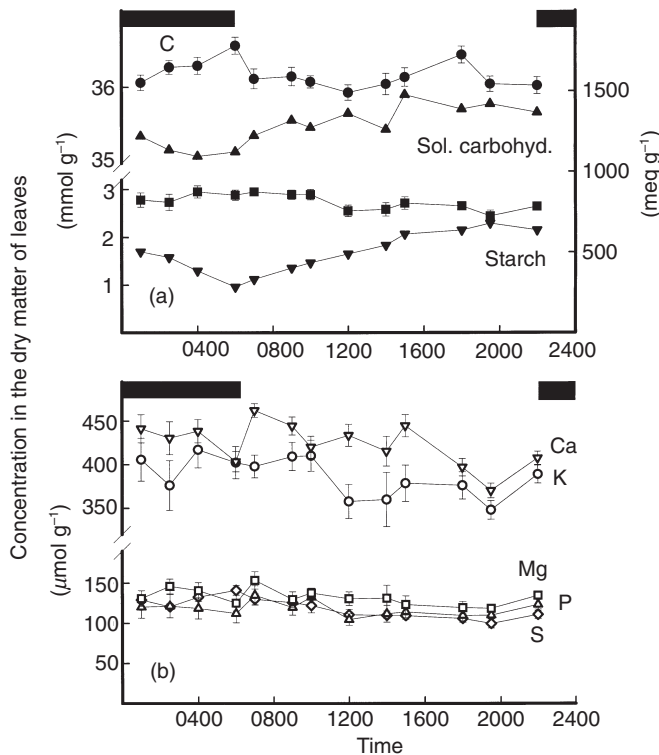 C
36
35
3
2
1
1500
1000
500
Sol. carbohyd.
Starch
(a)
(mmol g⁻¹)
(meq g⁻¹)
0400 0800 1200 1600 2000 2400
Concentration in the dry matter of leaves
450
400
350
150
100
50
Ca
K
Mg
P
S
(b)
(μmol g⁻¹)
0400 0800 1200 1600 2000 2400
Time